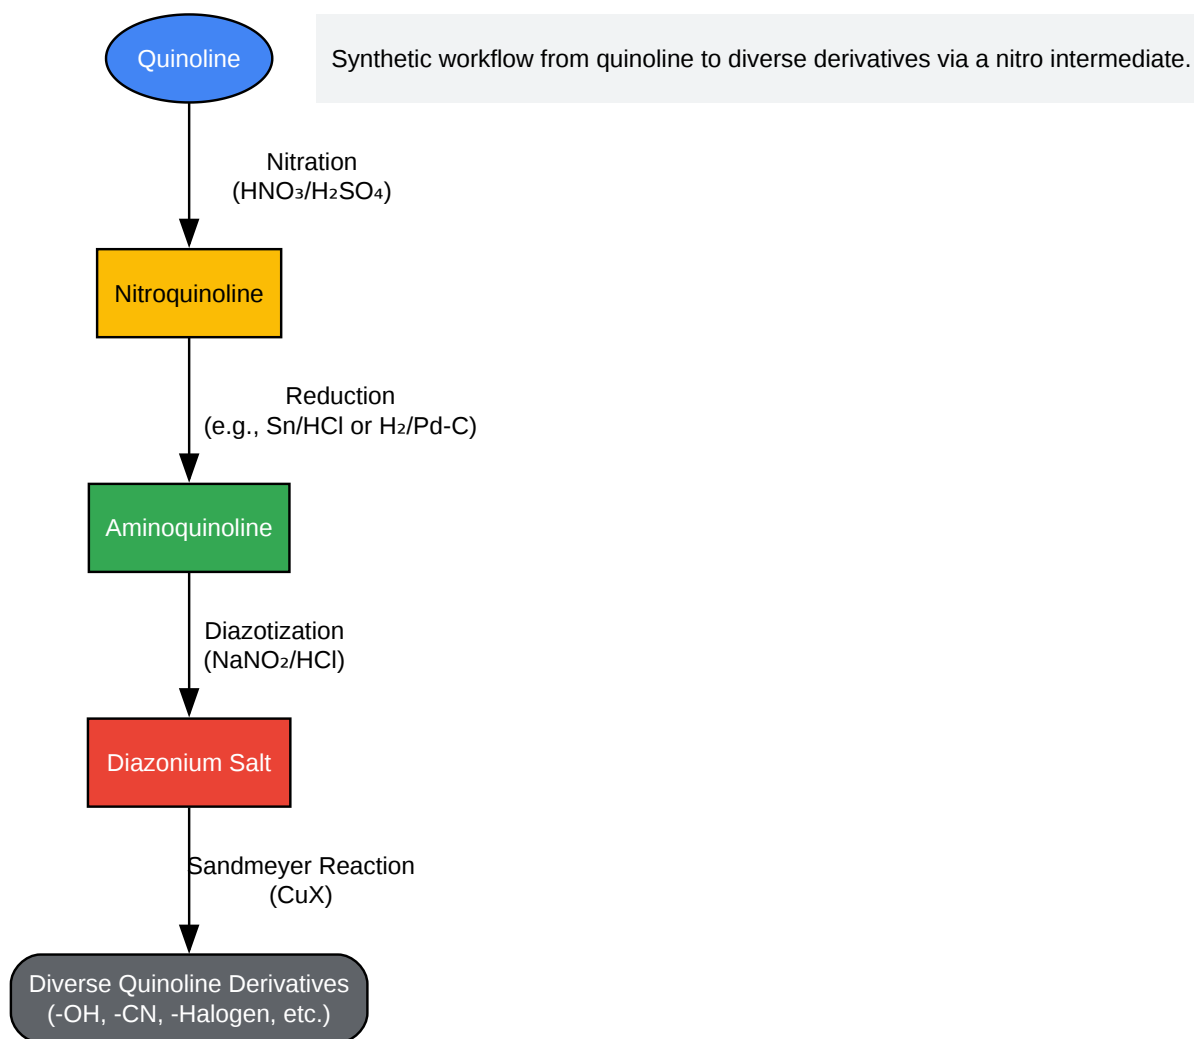 Quinoline
Synthetic workflow from quinoline to diverse derivatives via a nitro intermediate.
Nitration
(HNO₃/H₂SO₄)
Nitroquinoline
Reduction
(e.g., Sn/HCl or H₂/Pd-C)
Aminoquinoline
Diazotization
(NaNO₂/HCl)
Diazonium Salt
Sandmeyer Reaction
(CuX)
Diverse Quinoline Derivatives
(-OH, -CN, -Halogen, etc.)